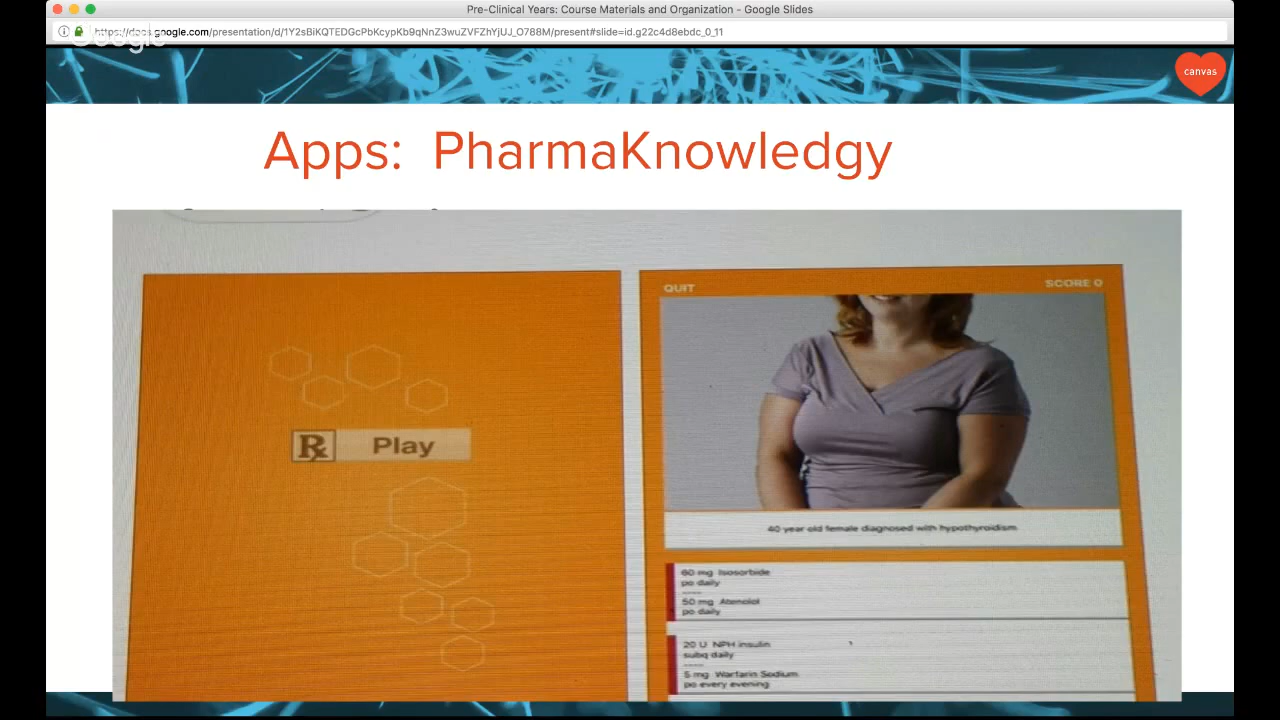 Pre-Clinical Years: Course Materials and Organization - Google Slides
https://docs.google.com/presentation/d/1Y2sBiKQTEDGcPbKcypKb9qNnZ3wuZVFZhYjUJ_O788M/present#slide=id.g22c4d8ebdc_0_11
Google
canvas
Apps: PharmaKnowledgy
QUIT
SCORE 0
Rx Play
40 year old female diagnosed with hypothyroidism
60 mg Isosorbide
po daily
----
50 mg Atenolol
po daily
20 U NPH insulin
subq daily
----
5 mg Warfarin Sodium
po every evening